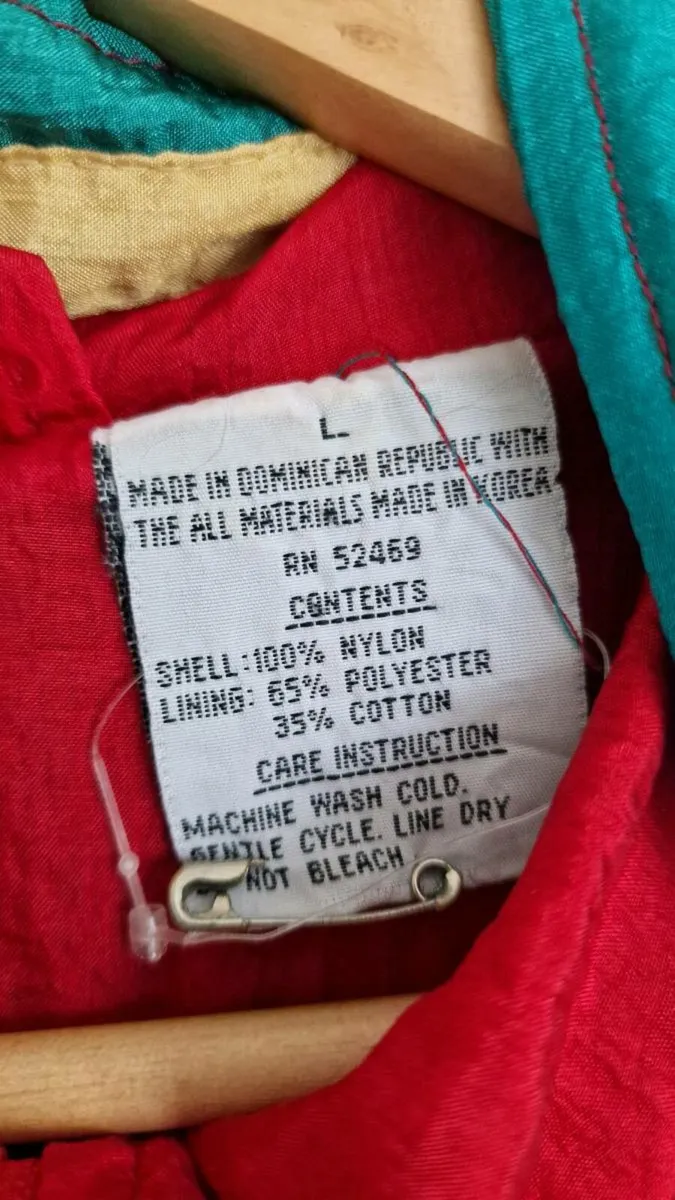 L
MADE IN DOMINICAN REPUBLIC WITH
THE ALL MATERIALS MADE IN KOREA
RN 52469
CONTENTS
SHELL:100% NYLON
LINING: 65% POLYESTER
35% COTTON
CARE INSTRUCTION
MACHINE WASH COLD.
GENTLE CYCLE. LINE DRY
NOT BLEACH